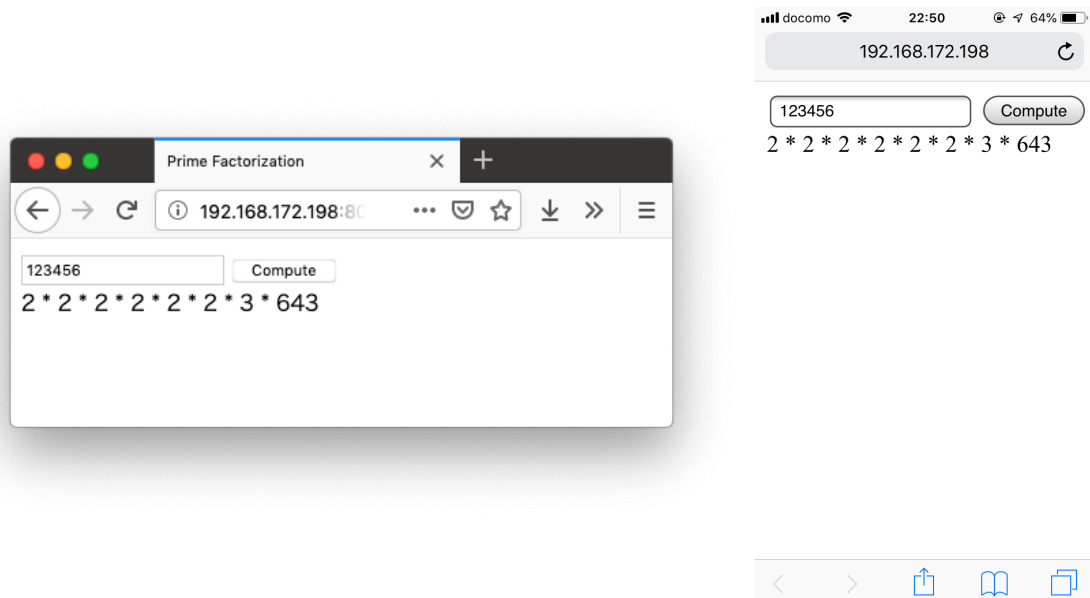 Prime Factorization
192.168.172.198:80
123456 Compute
2 * 2 * 2 * 2 * 2 * 2 * 3 * 643
docomo 22:50 64%
192.168.172.198
123456 Compute
2 * 2 * 2 * 2 * 2 * 2 * 3 * 643